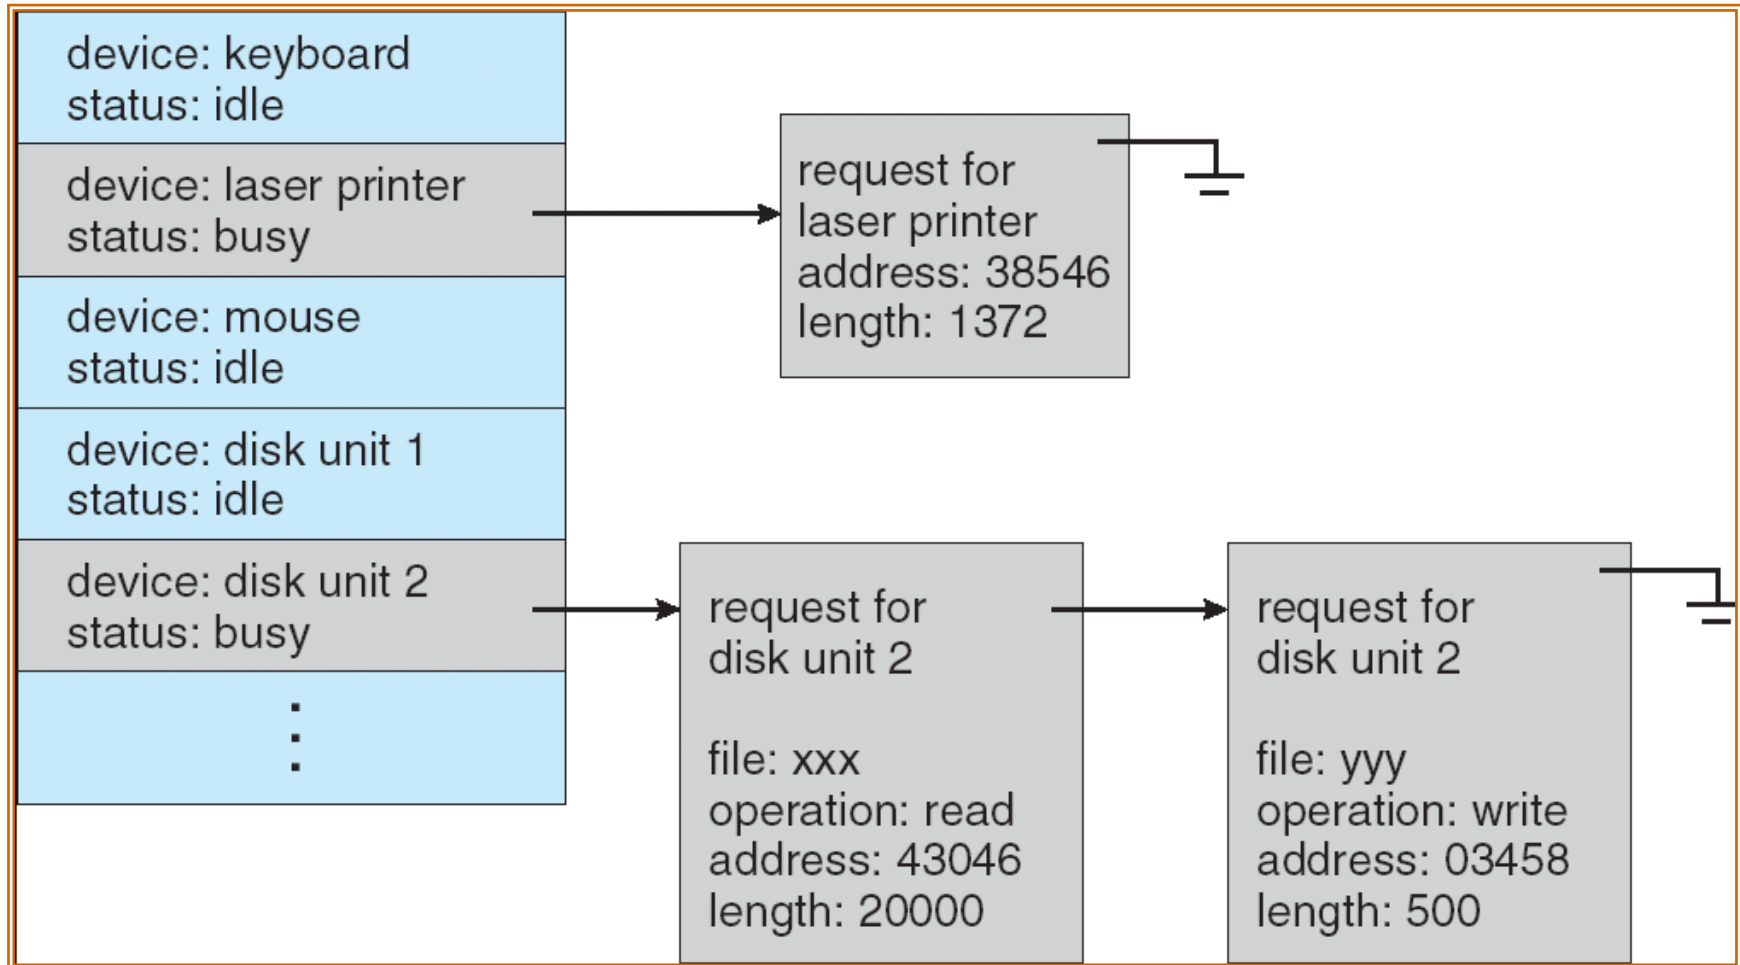 device: keyboard
status: idle
device: laser printer
status: busy
device: mouse
status: idle
device: disk unit 1
status: idle
device: disk unit 2
status: busy
request for
laser printer
address: 38546
length: 1372
request for
disk unit 2
file: xxx
operation: read
address: 43046
length: 20000
request for
disk unit 2
file: yyy
operation: write
address: 03458
length: 500